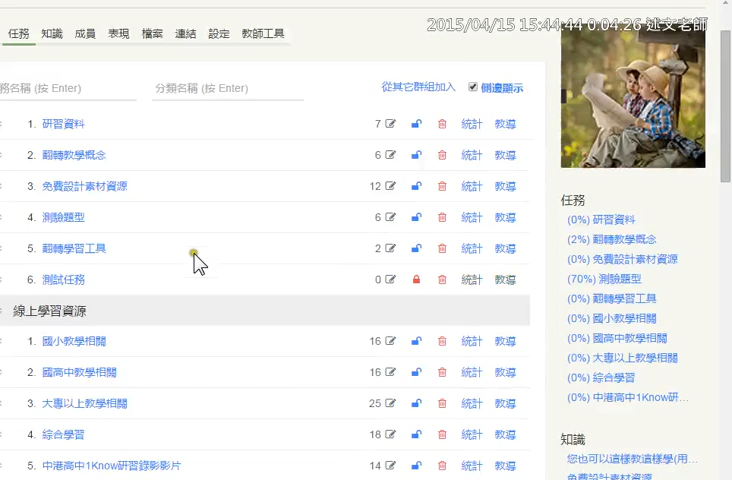 2015/04/15 15:44:44 0:04:26 述文老師
任務 知識 成員 表現 檔案 連結 設定 教師工具
務名稱 (按 Enter) 分類名稱 (按 Enter) 從其它群組加入 側邊顯示
1. 研習資料 7 統計 教導
2. 翻轉教學概念 6 統計 教導
3. 免費設計素材資源 12 統計 教導
4. 測驗題型 6 統計 教導
5. 翻轉學習工具 2 統計 教導
6. 測試任務 0 統計 教導
線上學習資源
1. 國小教學相關 16 統計 教導
2. 國高中教學相關 16 統計 教導
3. 大專以上教學相關 25 統計 教導
4. 綜合學習 18 統計 教導
5. 中港高中1Know研習錄影影片 14 統計 教導
任務
(0%) 研習資料
(2%) 翻轉教學概念
(0%) 免費設計素材資源
(70%) 測驗題型
(0%) 翻轉學習工具
(0%) 國小教學相關
(0%) 國高中教學相關
(0%) 大專以上教學相關
(0%) 綜合學習
(0%) 中港高中1Know研...
知識
您也可以這樣教這樣學(用...
免費設計素材資源